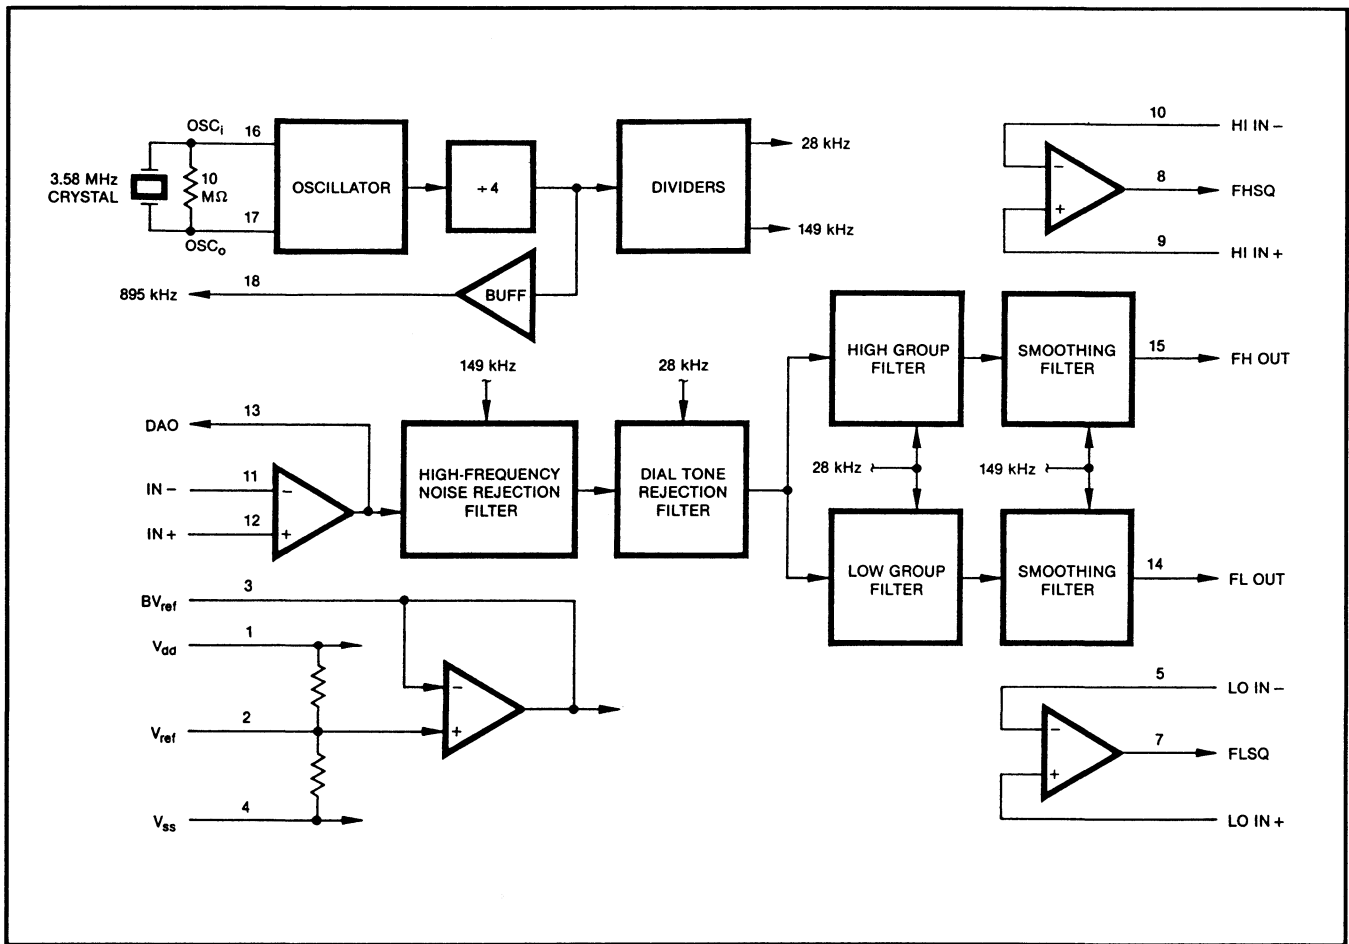 OSCi
16
3.58 MHz
CRYSTAL
10
MΩ
17
OSCo
OSCILLATOR
÷4
DIVIDERS
28 kHz
149 kHz
895 kHz
18
BUFF
10
HI IN –
8
FHSQ
9
HI IN +
–
+
149 kHz
28 kHz
DAO
13
IN –
11
IN +
12
–
+
HIGH-FREQUENCY
NOISE REJECTION
FILTER
DIAL TONE
REJECTION
FILTER
HIGH GROUP
FILTER
SMOOTHING
FILTER
15
FH OUT
28 kHz
149 kHz
LOW GROUP
FILTER
SMOOTHING
FILTER
14
FL OUT
BVref
3
Vdd
1
Vref
2
Vss
4
–
+
5
LO IN –
7
FLSQ
LO IN +
–
+